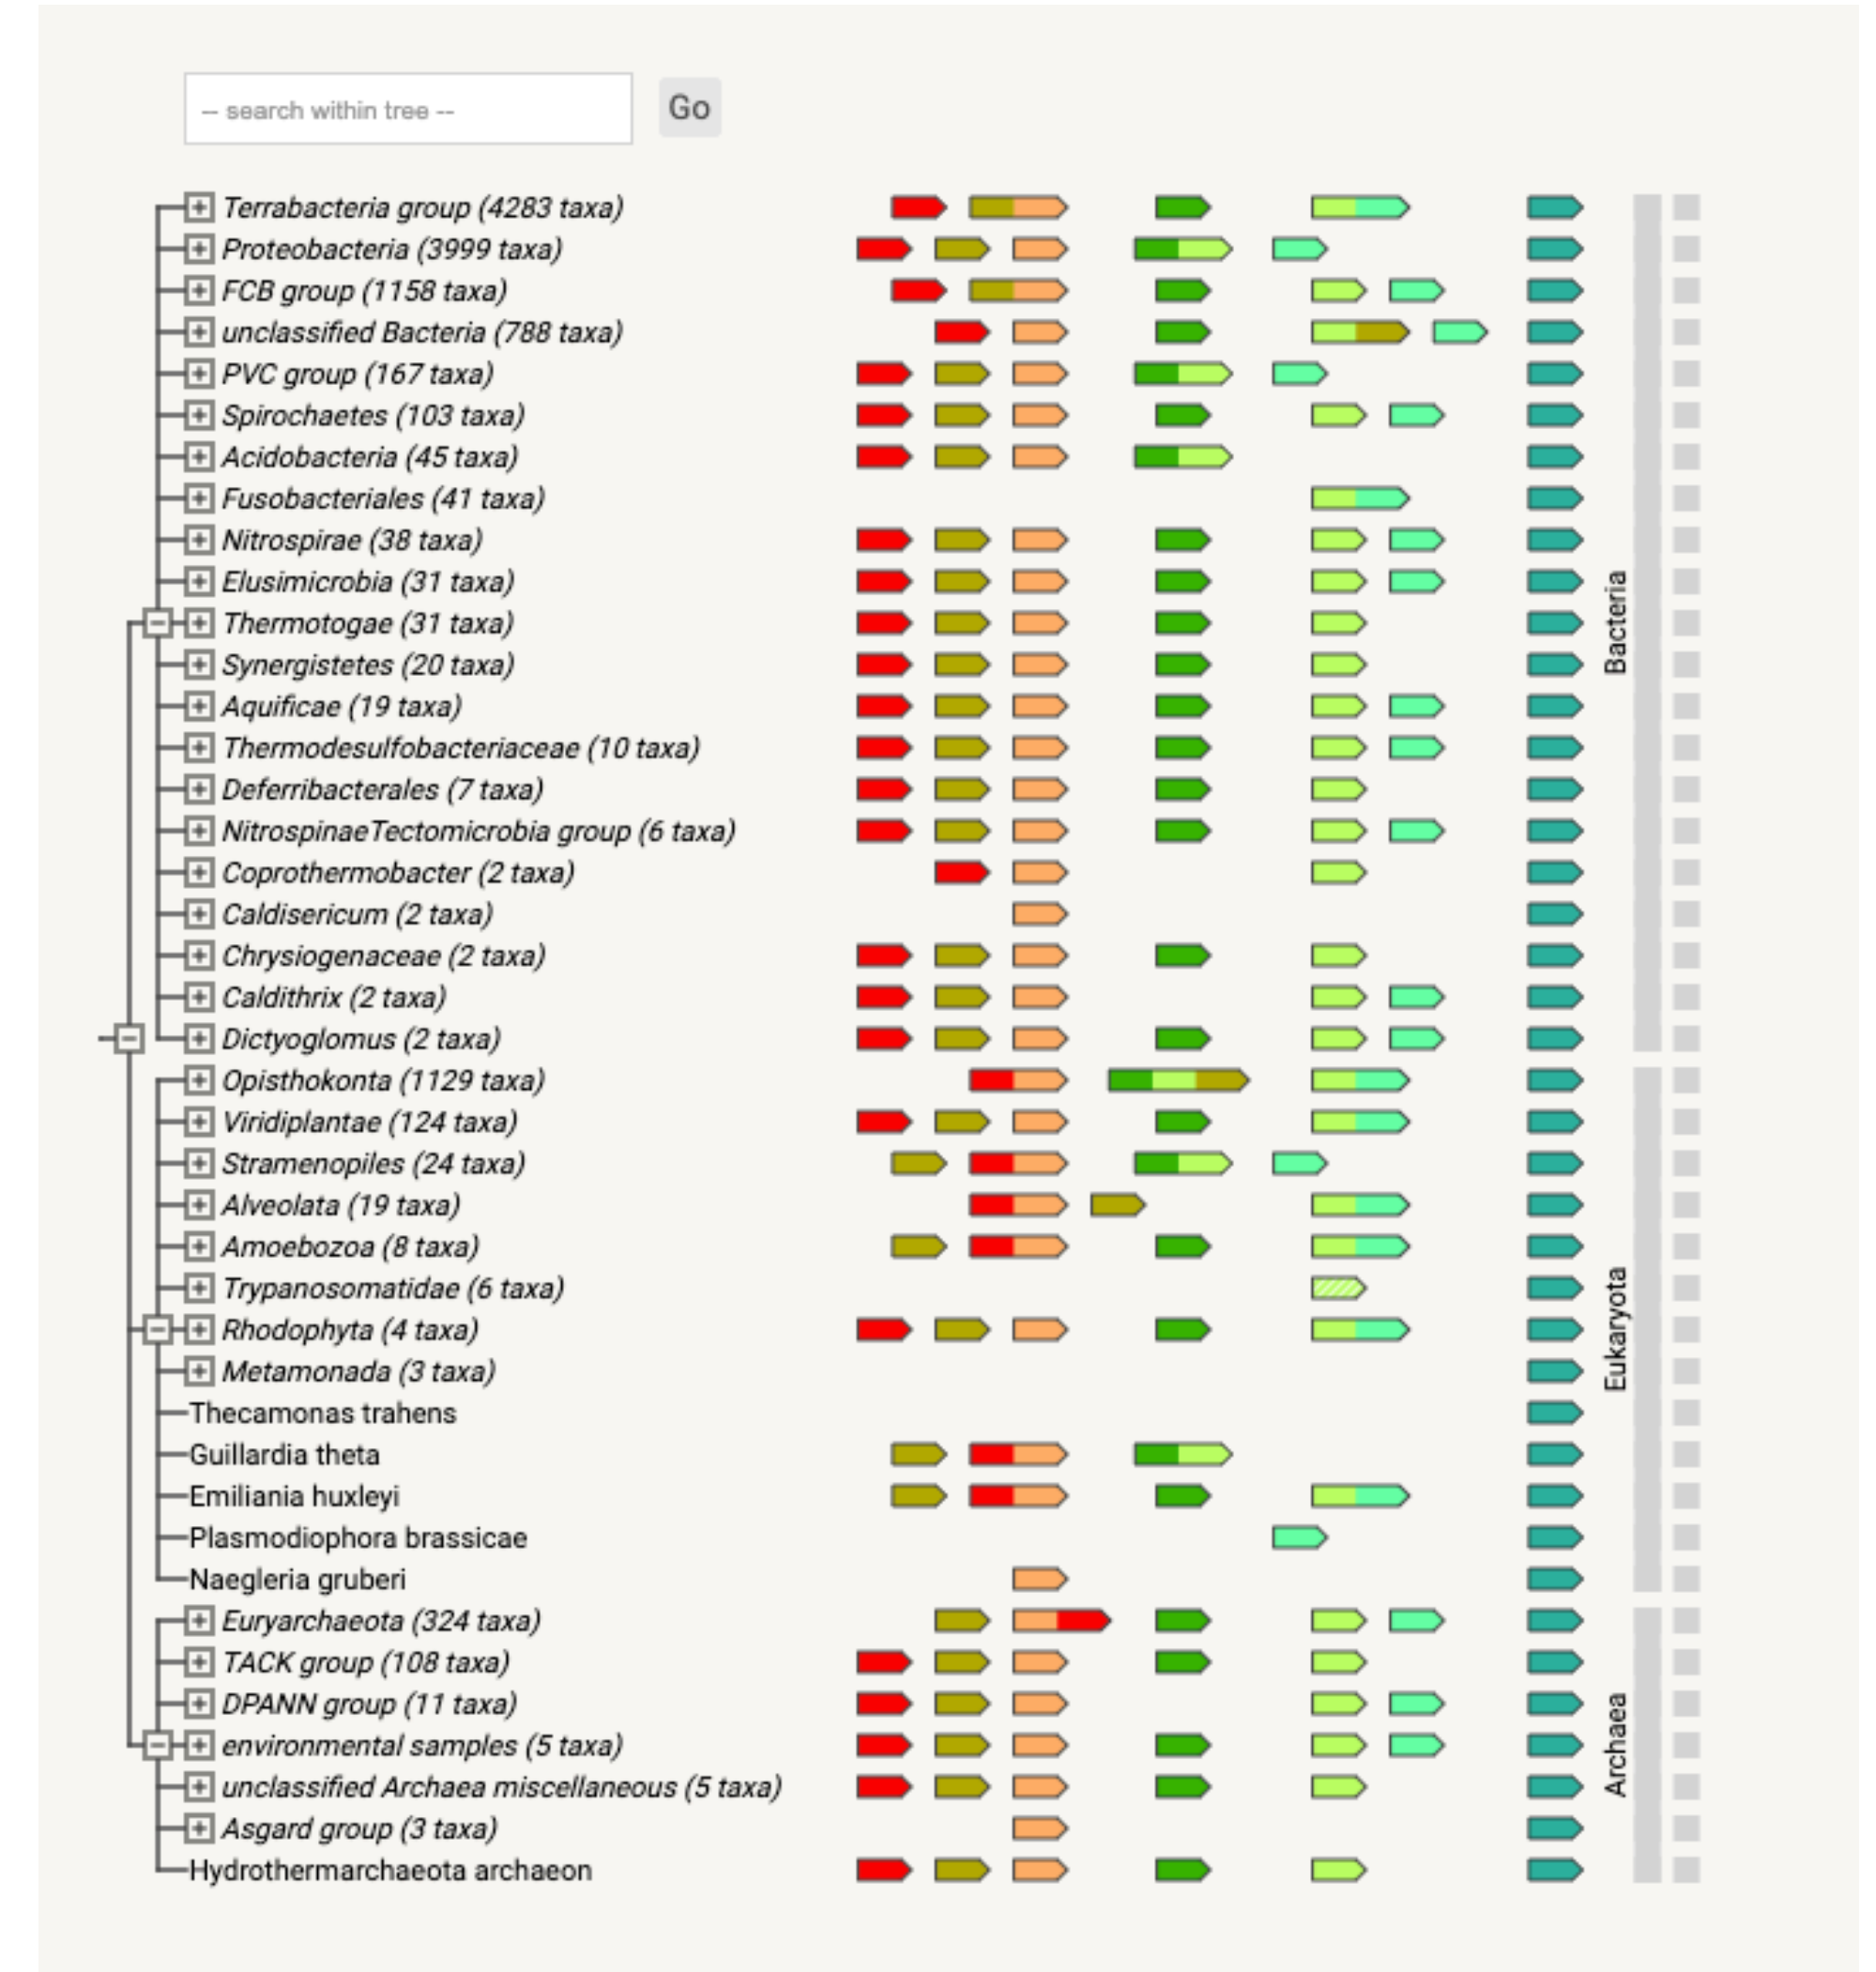 -- search within tree --
Go
Terrabacteria group (4283 taxa)
Proteobacteria (3999 taxa)
FCB group (1158 taxa)
unclassified Bacteria (788 taxa)
PVC group (167 taxa)
Spirochaetes (103 taxa)
Acidobacteria (45 taxa)
Fusobacteriales (41 taxa)
Nitrospirae (38 taxa)
Elusimicrobia (31 taxa)
Thermotogae (31 taxa)
Synergistetes (20 taxa)
Aquificae (19 taxa)
Thermodesulfobacteriaceae (10 taxa)
Deferribacterales (7 taxa)
NitrospinaeTectomicrobia group (6 taxa)
Coprothermobacter (2 taxa)
Caldisericum (2 taxa)
Chrysiogenaceae (2 taxa)
Caldithrix (2 taxa)
Dictyoglomus (2 taxa)
Bacteria
Opisthokonta (1129 taxa)
Viridiplantae (124 taxa)
Stramenopiles (24 taxa)
Alveolata (19 taxa)
Amoebozoa (8 taxa)
Trypanosomatidae (6 taxa)
Rhodophyta (4 taxa)
Metamonada (3 taxa)
Thecamonas trahens
Guillardia theta
Emiliania huxleyi
Plasmodiophora brassicae
Naegleria gruberi
Eukaryota
Euryarchaeota (324 taxa)
TACK group (108 taxa)
DPANN group (11 taxa)
environmental samples (5 taxa)
unclassified Archaea miscellaneous (5 taxa)
Asgard group (3 taxa)
Hydrothermarchaeota archaeon
Archaea